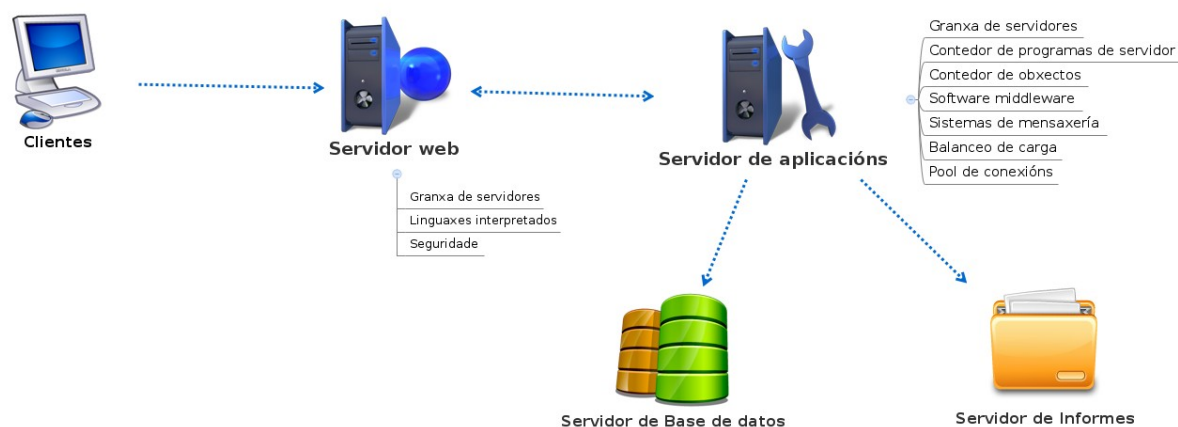 Clientes
Servidor web
Granxa de servidores
Linguaxes interpretados
Seguridade
Servidor de aplicacións
Granxa de servidores
Contedor de programas de servidor
Contedor de obxectos
Software middleware
Sistemas de mensaxería
Balanceo de carga
Pool de conexións
Servidor de Base de datos
Servidor de Informes